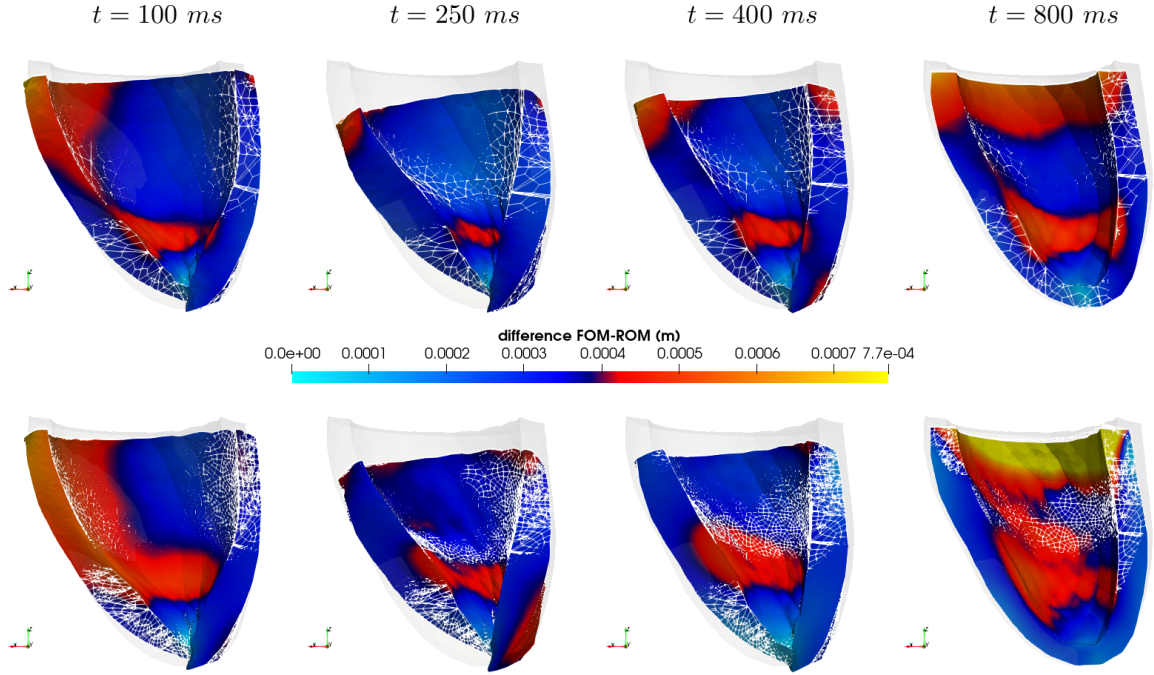 t = 100 ms
t = 250 ms
t = 400 ms
t = 800 ms
difference FOM-ROM (m)
0.0e+00 0.0001 0.0002 0.0003 0.0004 0.0005 0.0006 0.0007 7.7e-04